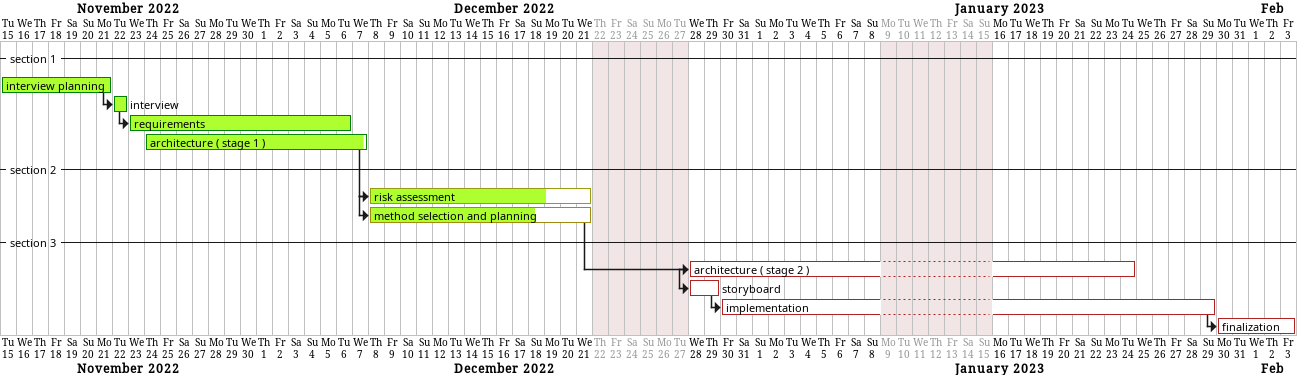 November 2022 December 2022 January 2023 Feb
Tu We Th Fr Sa Su Mo Tu We Th Fr Sa Su Mo Tu We Th Fr Sa Su Mo Tu We Th Fr Sa Su Mo Tu We Th Fr Sa Su Mo Tu We Th Fr Sa Su Mo Tu We Th Fr Sa Su Mo Tu We Th Fr Sa Su Mo Tu We Th Fr Sa Su Mo Tu We Th Fr Sa Su Mo Tu We Th Fr Sa Su Mo Tu We Th Fr
15 16 17 18 19 20 21 22 23 24 25 26 27 28 29 30 1 2 3 4 5 6 7 8 9 10 11 12 13 14 15 16 17 18 19 20 21 22 23 24 25 26 27 28 29 30 31 1 2 3 4 5 6 7 8 9 10 11 12 13 14 15 16 17 18 19 20 21 22 23 24 25 26 27 28 29 30 31 1 2 3
section 1
interview planning
interview
requirements
architecture ( stage 1 )
section 2
risk assessment
method selection and planning
section 3
architecture ( stage 2 )
storyboard
implementation
finalization
Tu We Th Fr Sa Su Mo Tu We Th Fr Sa Su Mo Tu We Th Fr Sa Su Mo Tu We Th Fr Sa Su Mo Tu We Th Fr Sa Su Mo Tu We Th Fr Sa Su Mo Tu We Th Fr Sa Su Mo Tu We Th Fr Sa Su Mo Tu We Th Fr Sa Su Mo Tu We Th Fr Sa Su Mo Tu We Th Fr Sa Su Mo Tu We Th Fr
15 16 17 18 19 20 21 22 23 24 25 26 27 28 29 30 1 2 3 4 5 6 7 8 9 10 11 12 13 14 15 16 17 18 19 20 21 22 23 24 25 26 27 28 29 30 31 1 2 3 4 5 6 7 8 9 10 11 12 13 14 15 16 17 18 19 20 21 22 23 24 25 26 27 28 29 30 31 1 2 3
November 2022 December 2022 January 2023 Feb